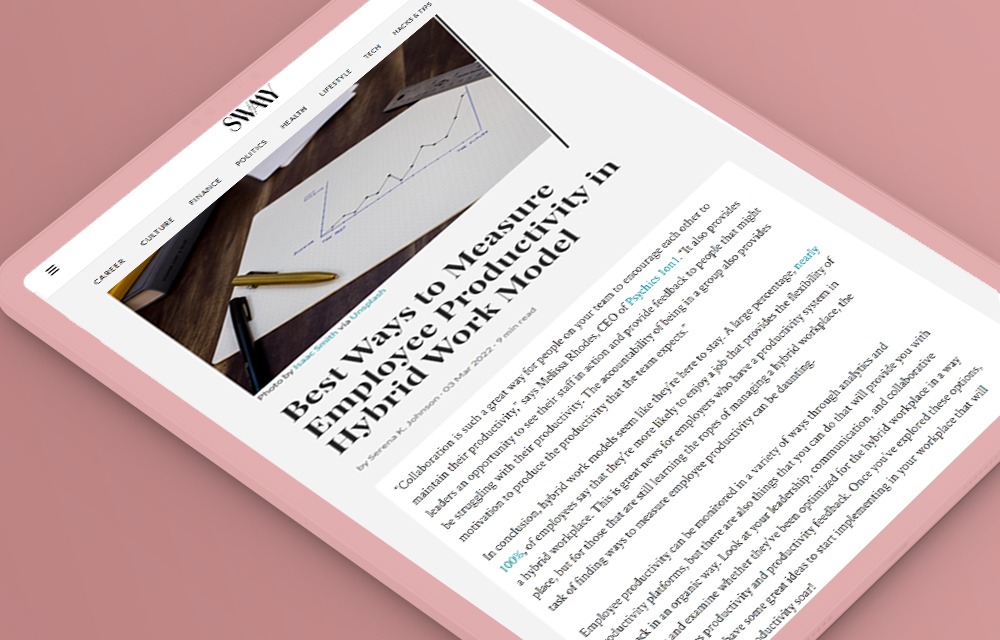 SWAAY
CAREER
CULTURE
FINANCE
POLITICS
HEALTH
LIFESTYLE
TECH
HACKS & TIPS
THE PAST
THE FUTURE
Photo by Isaac Smith via Unsplash
Best Ways to Measure
Employee Productivity in
Hybrid Work Model
by Serena K. Johnson · 03 Mar 2022 · 9 min read
"Collaboration is such a great way for people on your team to encourage each other to
maintain their productivity," says Melissa Rhodes, CEO of Psychics 1on1. "It also provides
leaders an opportunity to see their staff in action and provide feedback to people that might
be struggling with their productivity. The accountability of being in a group also provides
motivation to produce the productivity that the team expects."
In conclusion, hybrid work models seem like they're here to stay. A large percentage, nearly
100%, of employees say that they're more likely to enjoy a job that provides the flexibility of
a hybrid workplace. This is great news for employers who have a productivity system in
place, but for those that are still learning the ropes of managing a hybrid workplace, the
task of finding ways to measure employee productivity can be daunting.
Employee productivity can be monitored in a variety of ways through analytics and
oductivity platforms, but there are also things that you can do that will provide you with
ck in an organic way. Look at your leadership, communication, and collaborative
and examine whether they've been optimized for the hybrid workplace in a way
s productivity and productivity feedback. Once you've explored these options,
have some great ideas to start implementing in your workplace that will
ductivity soar!